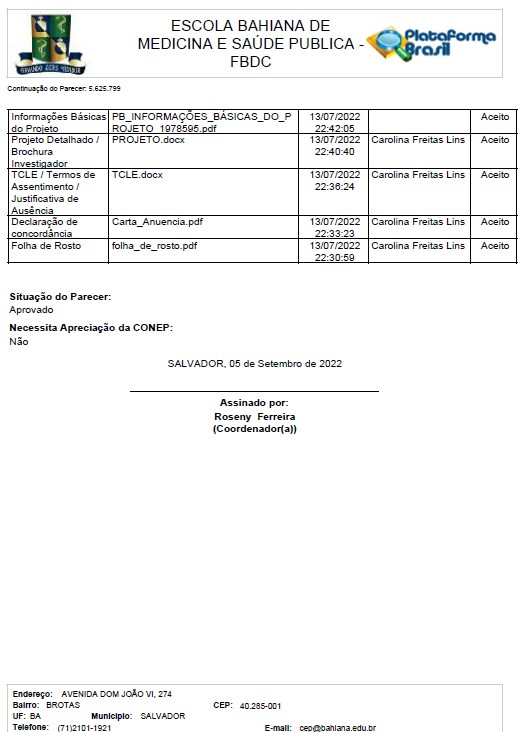 ESCOLA BAHIANA DE
MEDICINA E SAÚDE PUBLICA -
FBDC
Plataforma
Brasil
Continuação do Parecer: 5.625.799
Informações Básicas do Projeto PB_INFORMAÇÕES_BÁSICAS_DO_PROJETO_1978595.pdf 13/07/2022 22:42:05 Aceito
Projeto Detalhado / Brochura Investigador PROJETO.docx 13/07/2022 22:40:40 Carolina Freitas Lins Aceito
TCLE / Termos de Assentimento / Justificativa de Ausência TCLE.docx 13/07/2022 22:36:24 Carolina Freitas Lins Aceito
Declaração de concordância Carta_Anuencia.pdf 13/07/2022 22:33:23 Carolina Freitas Lins Aceito
Folha de Rosto folha_de_rosto.pdf 13/07/2022 22:30:59 Carolina Freitas Lins Aceito
Situação do Parecer:
Aprovado
Necessita Apreciação da CONEP:
Não
SALVADOR, 05 de Setembro de 2022
Assinado por:
Roseny Ferreira
(Coordenador(a))
Endereço: AVENIDA DOM JOÃO VI, 274
Bairro: BROTAS CEP: 40.285-001
UF: BA Município: SALVADOR
Telefone: (71)2101-1921 E-mail: cep@bahiana.edu.br